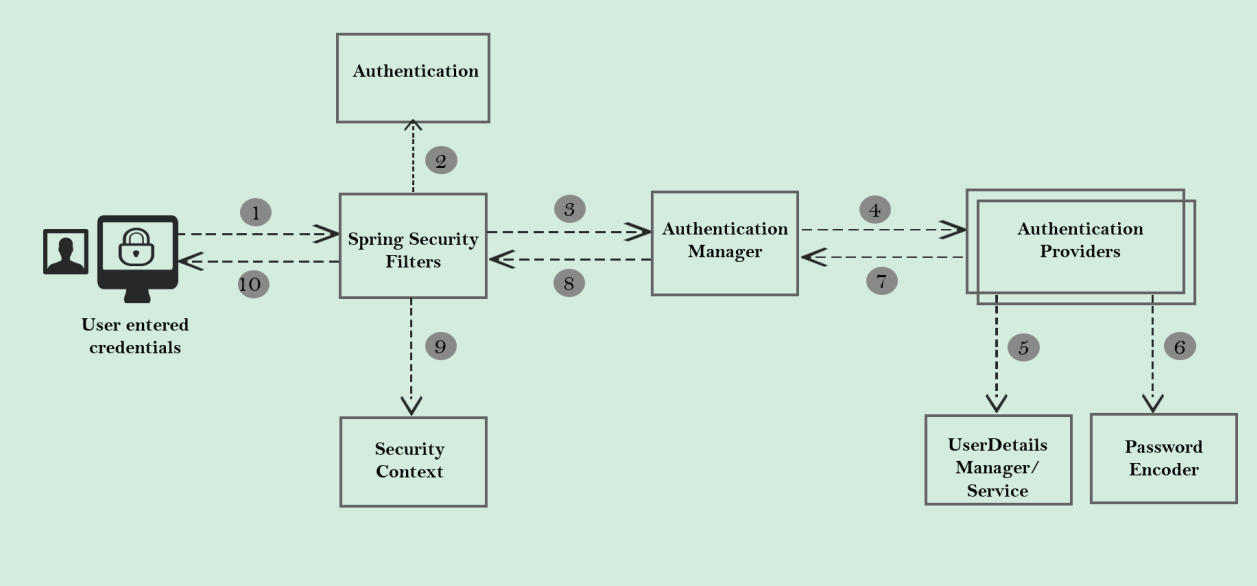 Authentication
2
1
Spring Security
Filters
10
User entered
credentials
3
8
Authentication
Manager
4
7
Authentication
Providers
9
Security
Context
5
6
UserDetails
Manager/
Service
Password
Encoder